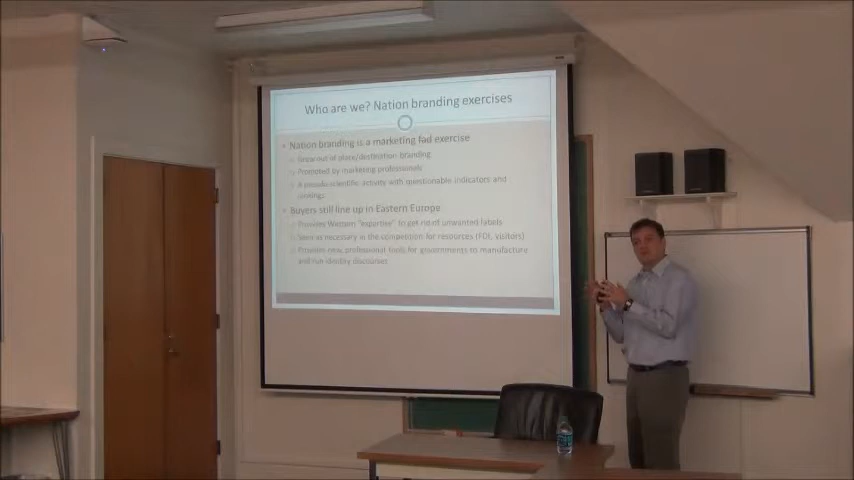 Who are we? Nation branding exercises
Nation branding is a marketing fad exercise
Grew out of place/destination branding
Promoted by marketing professionals
A pseudo-scientific activity with questionable indicators and
rankings
Buyers still line up in Eastern Europe
Provides Western "expertise" to get rid of unwanted labels
Seen as necessary in the competition for resources (FDI, visitors)
Provides new, professional tools for governments to manufacture
and run identity discourses